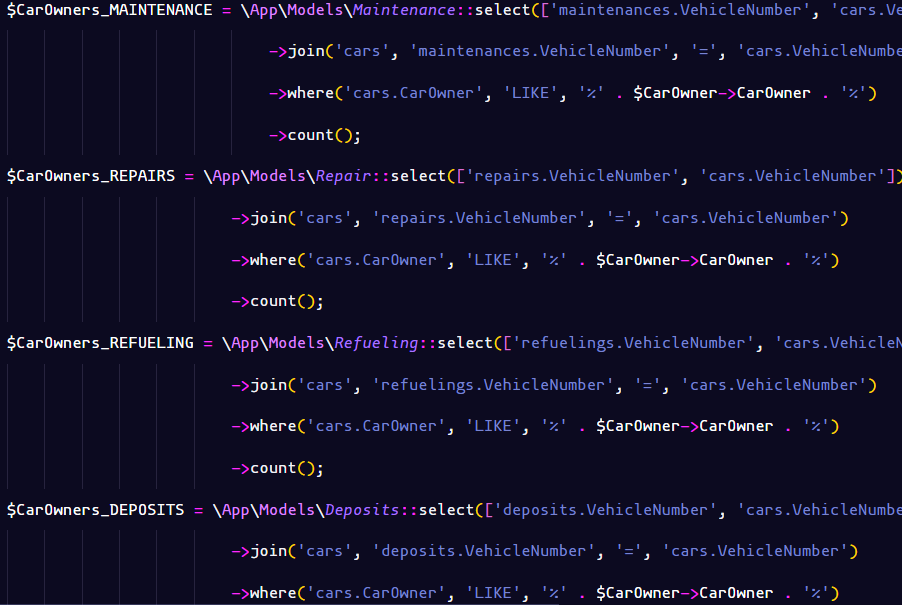 $CarOwners_MAINTENANCE = \App\Models\Maintenance::select(['maintenances.VehicleNumber', 'cars.Ve
->join('cars', 'maintenances.VehicleNumber', '=', 'cars.VehicleNumbe
->where('cars.CarOwner', 'LIKE', '%' . $CarOwner->CarOwner . '%')
->count();
$CarOwners_REPAIRS = \App\Models\Repair::select(['repairs.VehicleNumber', 'cars.VehicleNumber'])
->join('cars', 'repairs.VehicleNumber', '=', 'cars.VehicleNumber')
->where('cars.CarOwner', 'LIKE', '%' . $CarOwner->CarOwner . '%')
->count();
$CarOwners_REFUELING = \App\Models\Refueling::select(['refuelings.VehicleNumber', 'cars.VehicleN
->join('cars', 'refuelings.VehicleNumber', '=', 'cars.VehicleNumber')
->where('cars.CarOwner', 'LIKE', '%' . $CarOwner->CarOwner . '%')
->count();
$CarOwners_DEPOSITS = \App\Models\Deposits::select(['deposits.VehicleNumber', 'cars.VehicleNumbe
->join('cars', 'deposits.VehicleNumber', '=', 'cars.VehicleNumber')
->where('cars.CarOwner', 'LIKE', '%' . $CarOwner->CarOwner . '%')